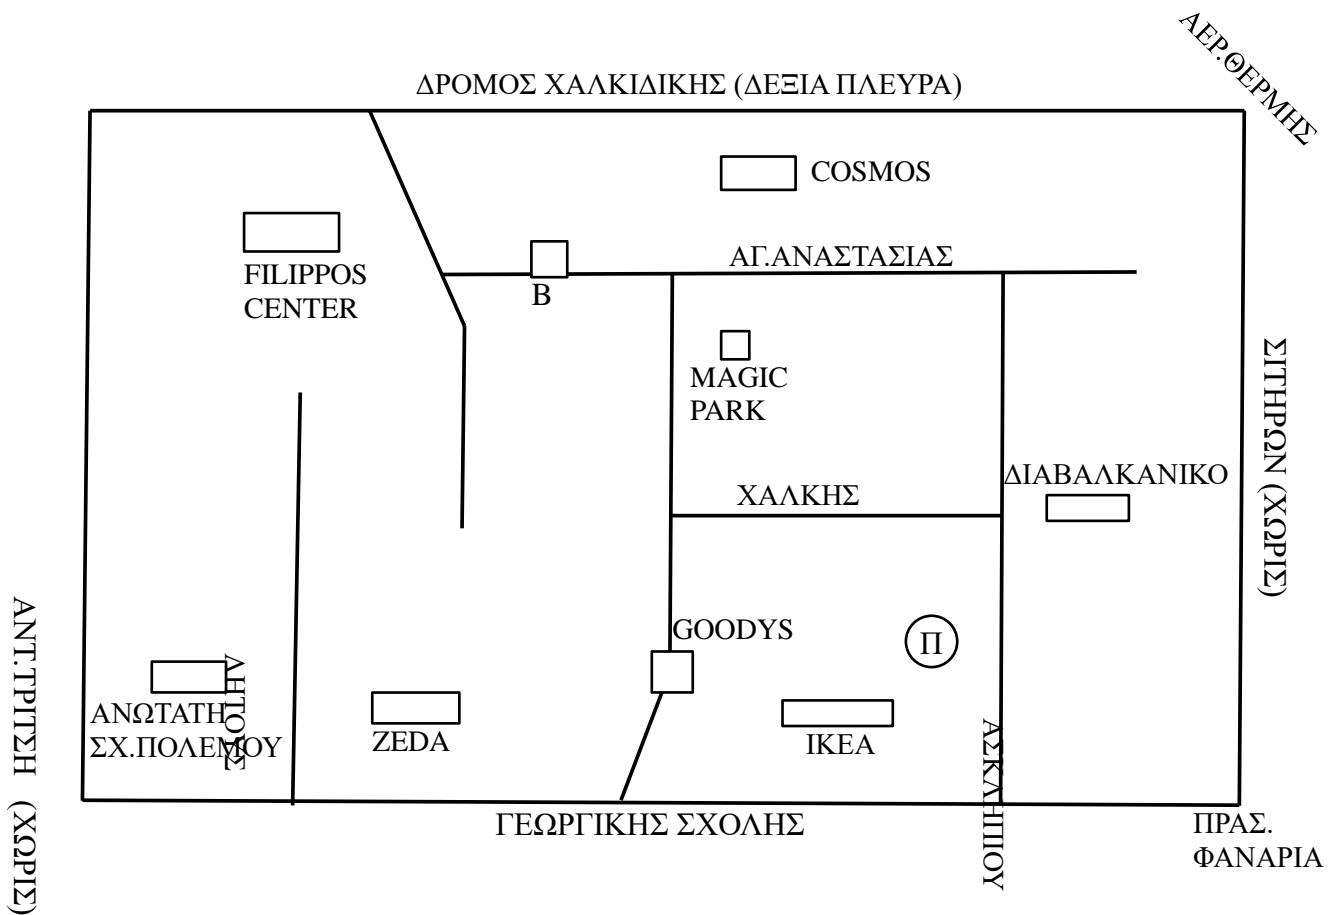 ΑΕΡ.ΘΕΡΜΗΣ
ΔΡΟΜΟΣ ΧΑΛΚΙΔΙΚΗΣ (ΔΕΞΙΑ ΠΛΕΥΡΑ)
COSMOS
FILIPPOS
CENTER
ΑΓ.ΑΝΑΣΤΑΣΙΑΣ
B
MAGIC
PARK
ΣΙΤΗΡΩΝ (ΧΩΡΙΣ)
ΔΙΑΒΑΛΚΑΝΙΚΟ
ΧΑΛΚΗΣ
GOODYS
Π
ΑΝΤ.ΤΡΙΤΣΗ (ΧΩΡΙΣ)
ΛΗΤΟΥΣ
ΑΝΩΤΑΤΗ
ΣΧ.ΠΟΛΕΜΟΥ
ZEDA
IKEA
ΑΣΚΛΗΠΙΟΥ
ΓΕΩΡΓΙΚΗΣ ΣΧΟΛΗΣ
ΠΡΑΣ.
ΦΑΝΑΡΙΑ